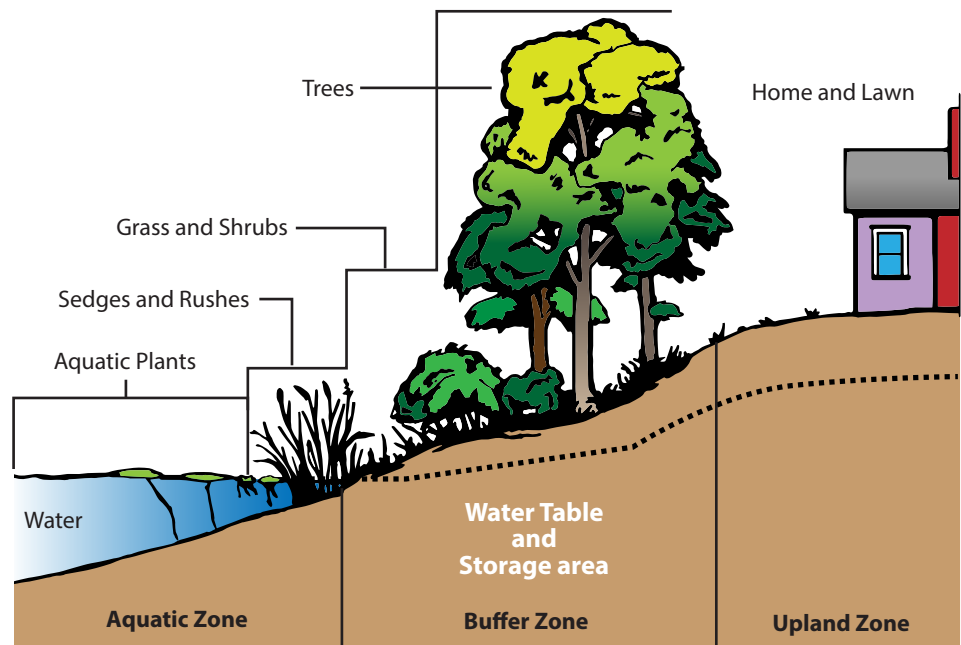 Trees
Home and Lawn
Grass and Shrubs
Sedges and Rushes
Aquatic Plants
Water
Water Table
and
Storage area
Aquatic Zone
Buffer Zone
Upland Zone